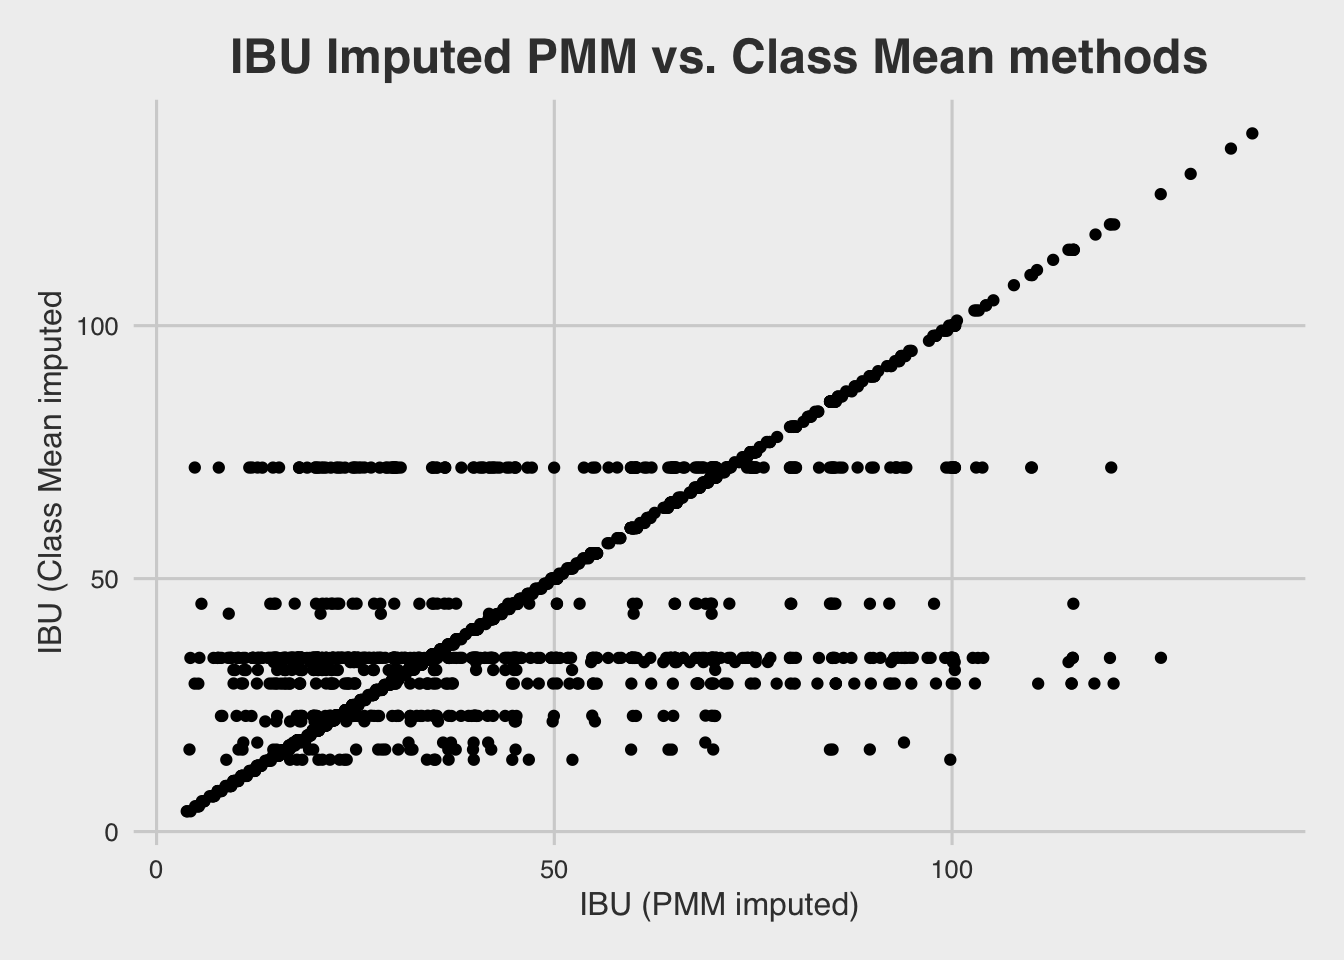 IBU Imputed PMM vs. Class Mean methods
IBU (Class Mean imputed
100
50
0
0 50 100
IBU (PMM imputed)